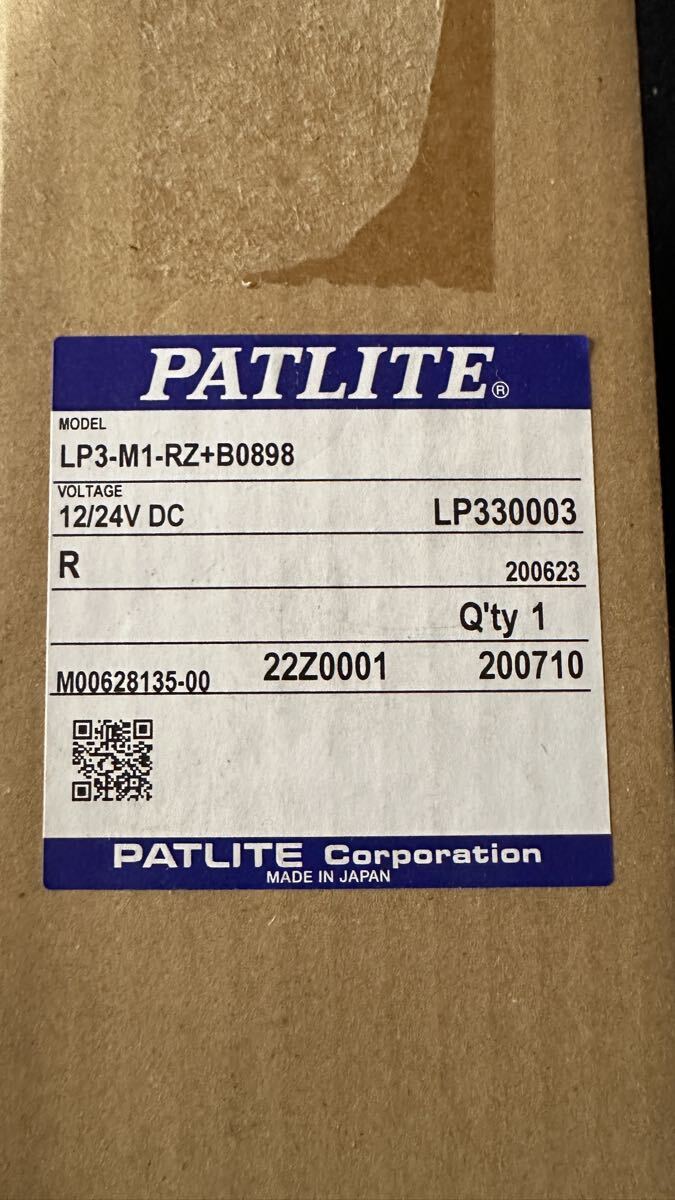 PATLITE®
MODEL
LP3-M1-RZ+B0898
VOLTAGE
12/24V DC LP330003
R 200623
Q'ty 1
M00628135-00 22Z0001 200710
PATLITE Corporation
MADE IN JAPAN